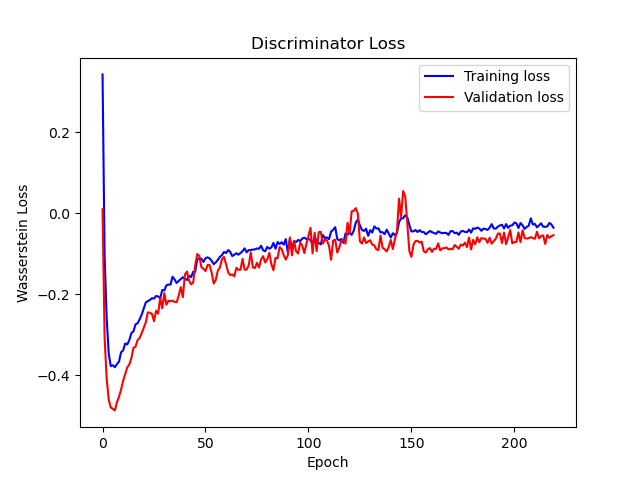 Discriminator Loss
Training loss
Validation loss
0.2
0.0
−0.2
−0.4
Wasserstein Loss
0
50
100
150
200
Epoch